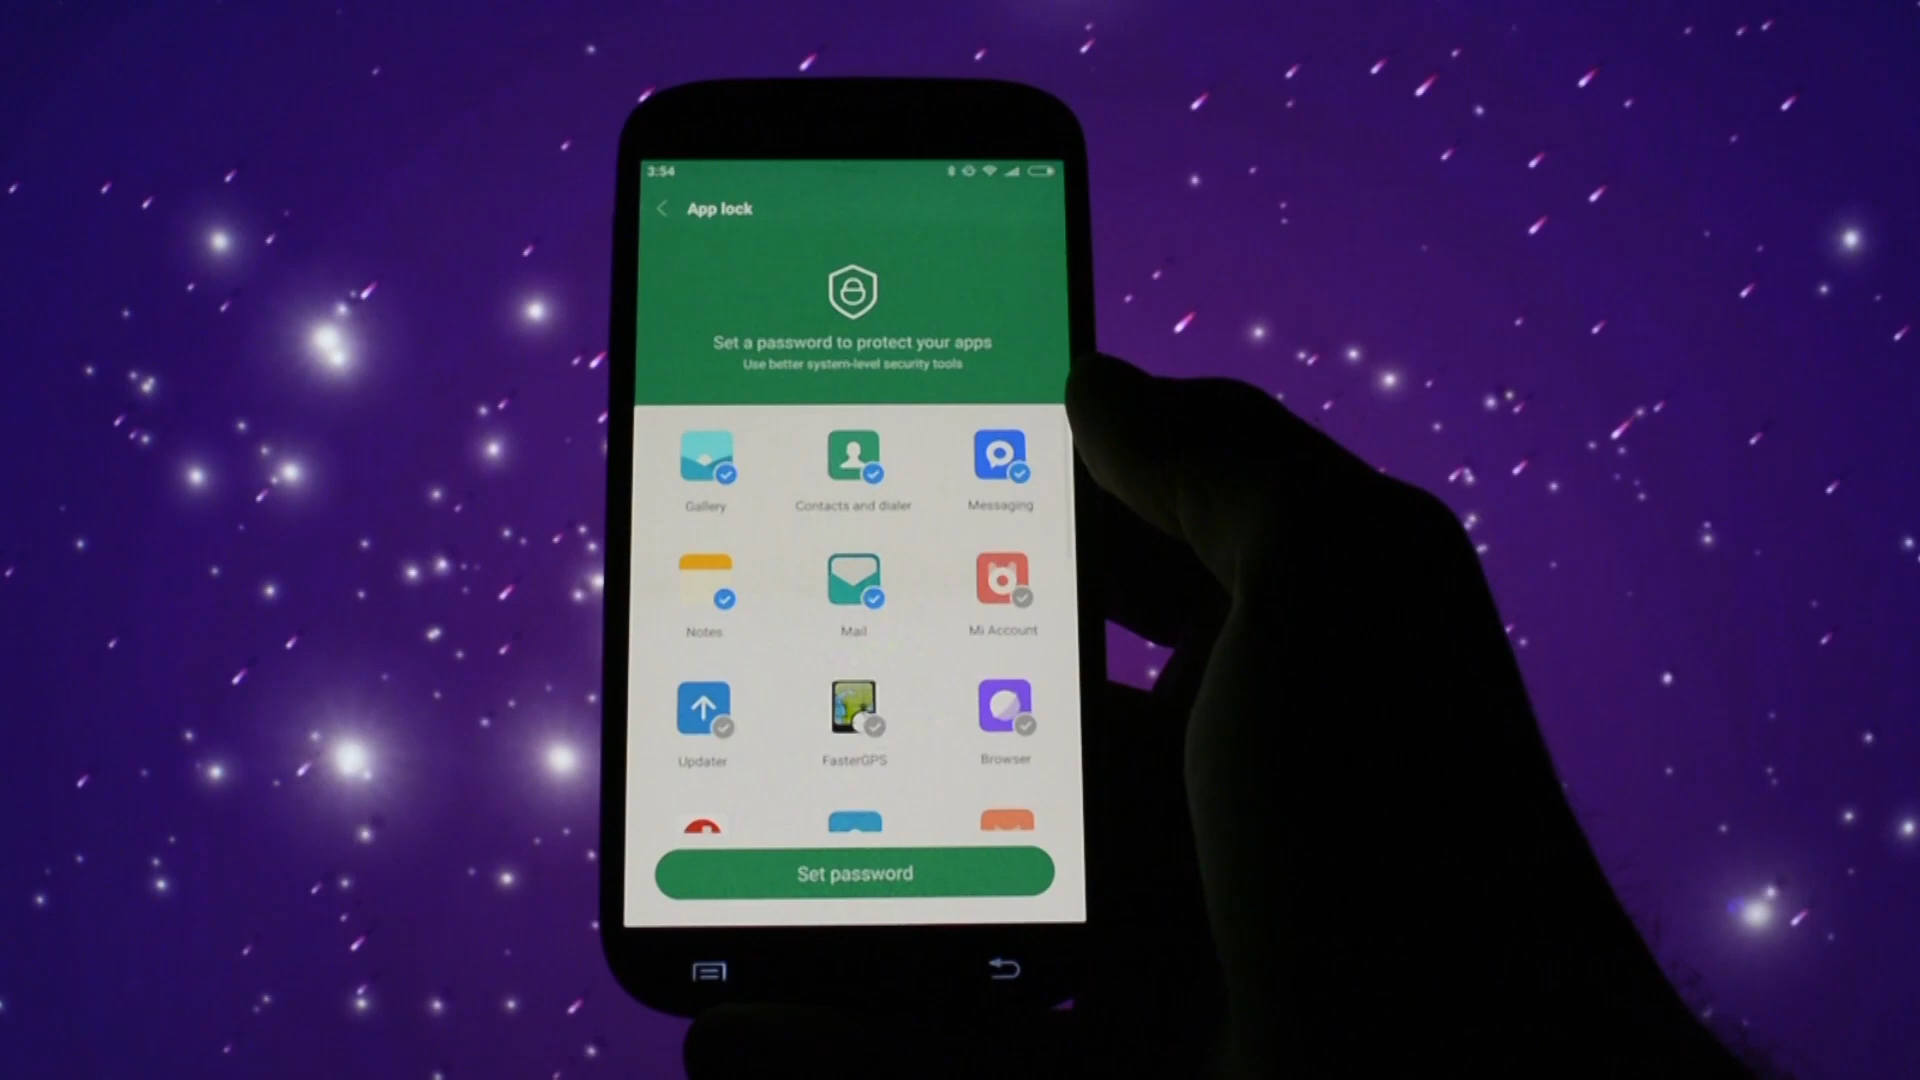 3:54
App lock
Set a password to protect your apps
Use better system-level security tools
Gallery
Contacts and dialer
Messaging
Notes
Mail
Mi Account
Updater
FasterGPS
Browser
Set password